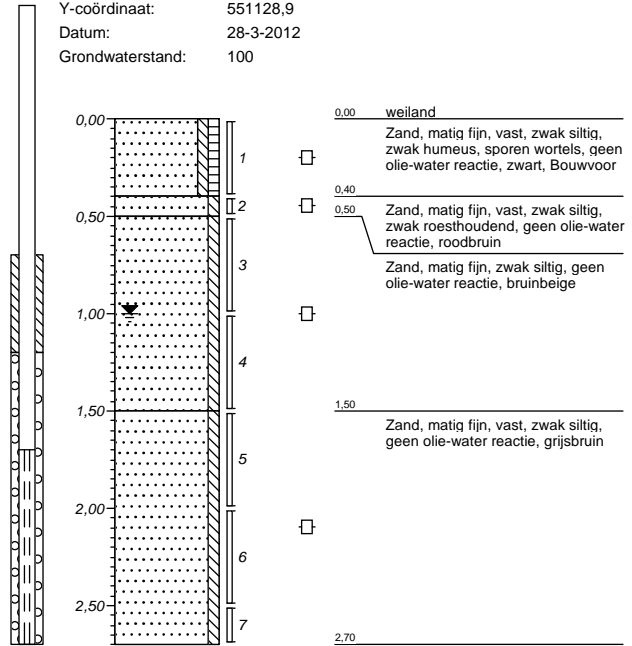 Y-coördinaat: 551128,9
Datum: 28-3-2012
Grondwaterstand: 100
0,00
0,50
1,00
1,50
2,00
2,50
1
2
3
4
5
6
7
0,00 weiland
Zand, matig fijn, vast, zwak siltig,
zwak humeus, sporen wortels, geen
olie-water reactie, zwart, Bouwvoor
0,40
Zand, matig fijn, vast, zwak siltig,
zwak roesthoudend, geen olie-water
reactie, roodbruin
0,50
Zand, matig fijn, zwak siltig, geen
olie-water reactie, bruinbeige
1,50
Zand, matig fijn, vast, zwak siltig,
geen olie-water reactie, grijsbruin
2,70